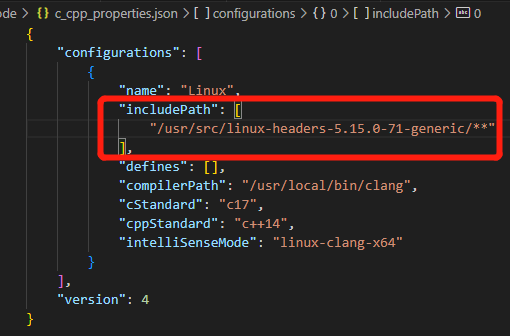 ode > {} c_cpp_properties.json > [ ] configurations > {} 0 > [ ] includePath > abc 0
{
    "configurations": [
        {
            "name": "Linux",
            "includePath": [
                "/usr/src/linux-headers-5.15.0-71-generic/**"
            ],
            "defines": [],
            "compilerPath": "/usr/local/bin/clang",
            "cStandard": "c17",
            "cppStandard": "c++14",
            "intelliSenseMode": "linux-clang-x64"
        }
    ],
    "version": 4
}